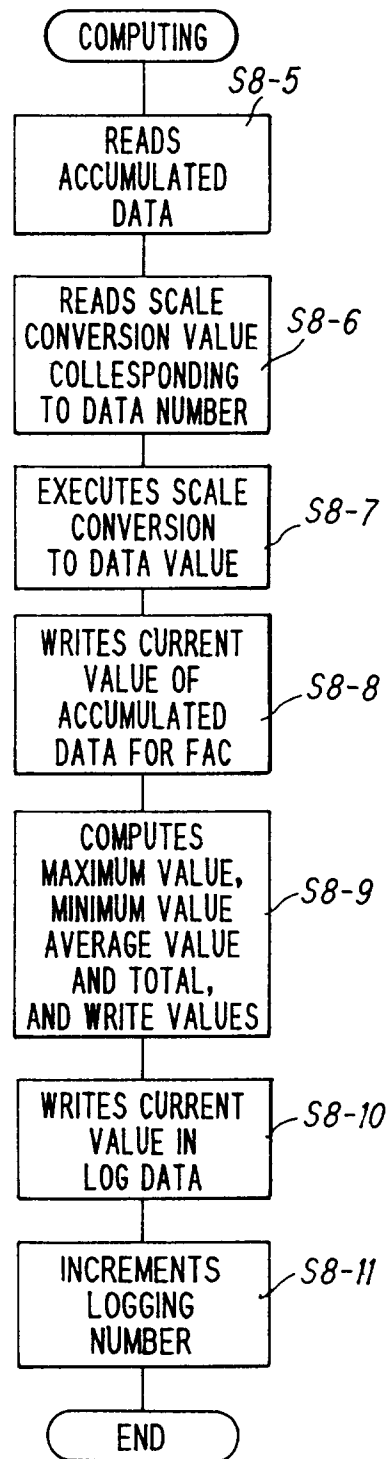 COMPUTING
S8-5
READS
ACCUMULATED
DATA
READS SCALE
CONVERSION VALUE
COLLESPONDING
TO DATA NUMBER
S8-6
EXECUTES SCALE
CONVERSION
TO DATA VALUE
S8-7
WRITES CURRENT
VALUE OF
ACCUMULATED
DATA FOR FAC
S8-8
COMPUTES
MAXIMUM VALUE,
MINIMUM VALUE
AVERAGE VALUE
AND TOTAL,
AND WRITE VALUES
S8-9
WRITES CURRENT
VALUE IN
LOG DATA
S8-10
INCREMENTS
LOGGING
NUMBER
S8-11
END